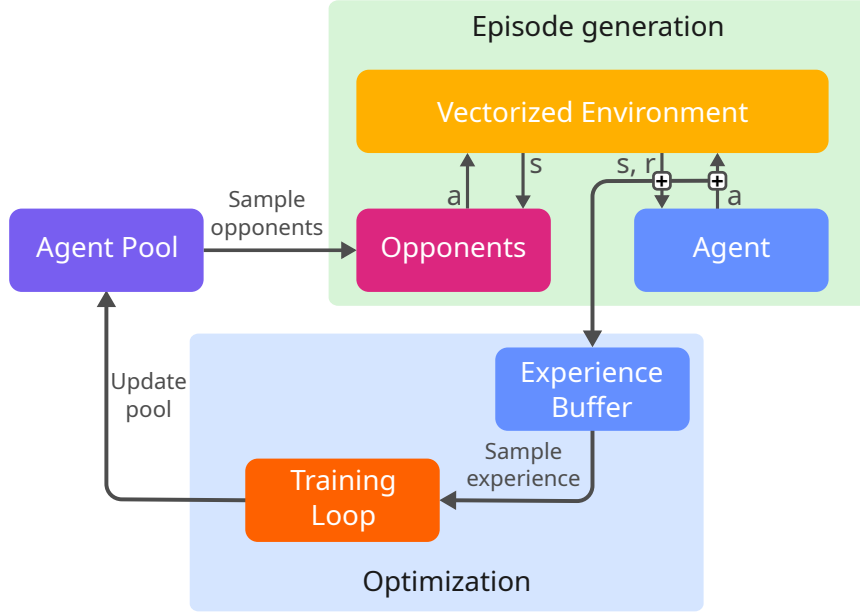 Episode generation
Vectorized Environment
a
s
s, r
a
Sample
opponents
Agent Pool
Opponents
Agent
Update
pool
Experience
Buffer
Sample
experience
Training
Loop
Optimization